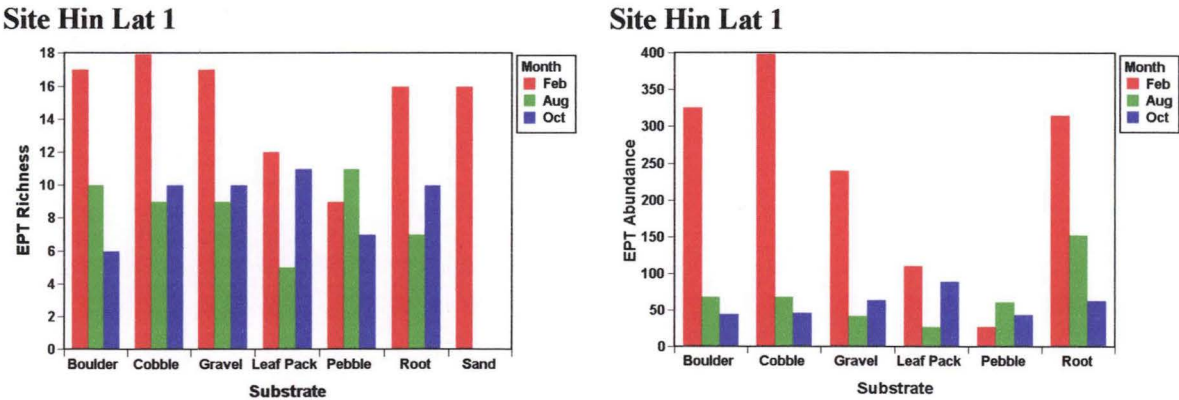 Site Hin Lat 1
18
16
14
12
10
8
6
4
2
0
EPT Richness
Boulder Cobble Gravel Leaf Pack Pebble Root Sand
Substrate
Month
Feb
Aug
Oct
Site Hin Lat 1
400
350
300
250
200
150
100
50
0
EPT Abundance
Boulder Cobble Gravel Leaf Pack Pebble Root
Substrate
Month
Feb
Aug
Oct